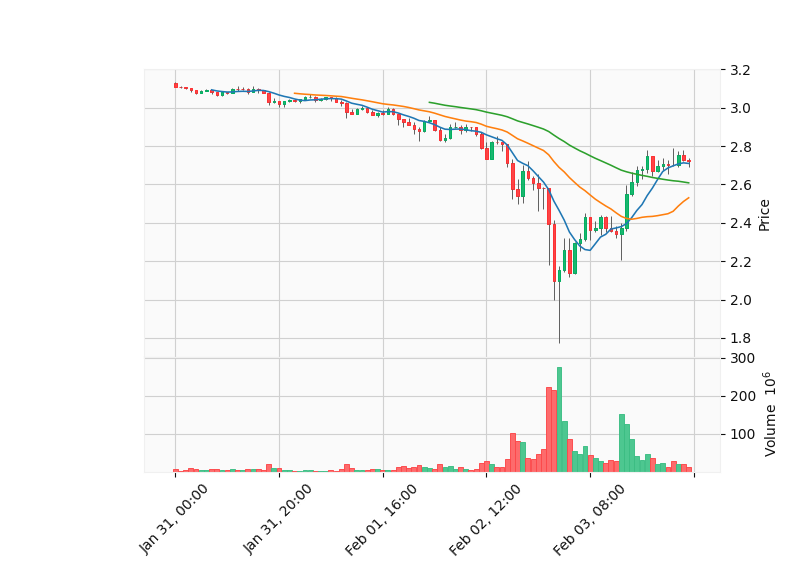 3.2
3.0
2.8
2.6
2.4
2.2
2.0
1.8
Price
300
200
100
Volume 10⁶
Jan 31, 00:00
Jan 31, 20:00
Feb 01, 16:00
Feb 02, 12:00
Feb 03, 08:00